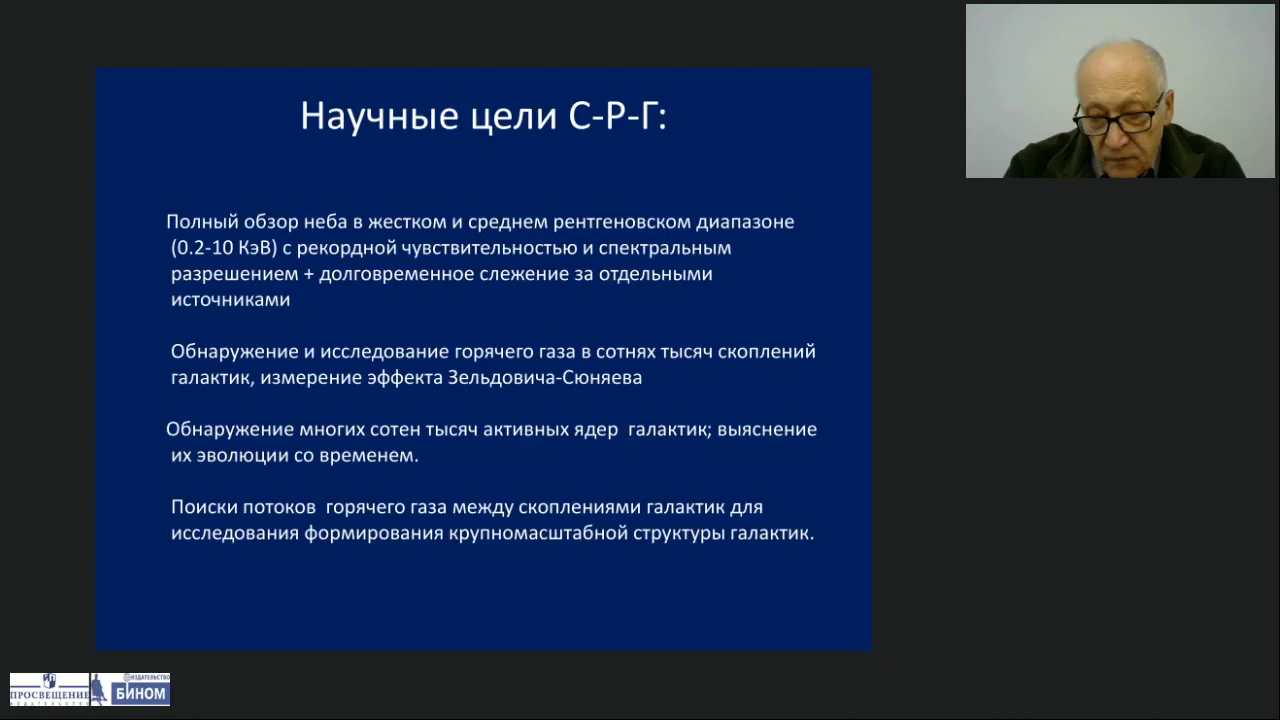 Научные цели С-Р-Г:
Полный обзор неба в жестком и среднем рентгеновском диапазоне
(0.2-10 КэВ) с рекордной чувствительностью и спектральным
разрешением + долговременное слежение за отдельными
источниками
Обнаружение и исследование горячего газа в сотнях тысяч скоплений
галактик, измерение эффекта Зельдовича-Сюняева
Обнаружение многих сотен тысяч активных ядер  галактик; выяснение
их эволюции со временем.
Поиски потоков  горячего газа между скоплениями галактик для
исследования формирования крупномасштабной структуры галактик.
ПРОСВЕЩЕНИЕ
ИЗДАТЕЛЬСТВО
ИЗДАТЕЛЬСТВО
БИНОМ